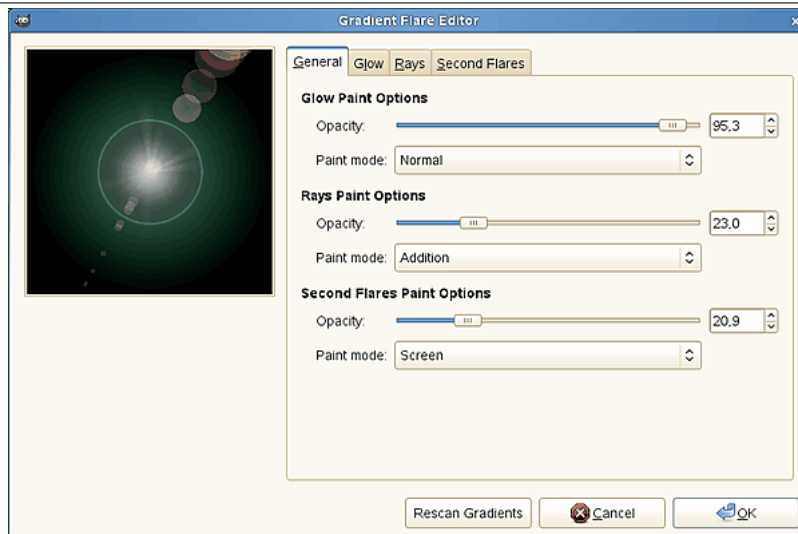 Gradient Flare Editor
General Glow Rays Second Flares
Glow Paint Options
Opacity: 95,3
Paint mode: Normal
Rays Paint Options
Opacity: 23,0
Paint mode: Addition
Second Flares Paint Options
Opacity: 20,9
Paint mode: Screen
Rescan Gradients Cancel OK